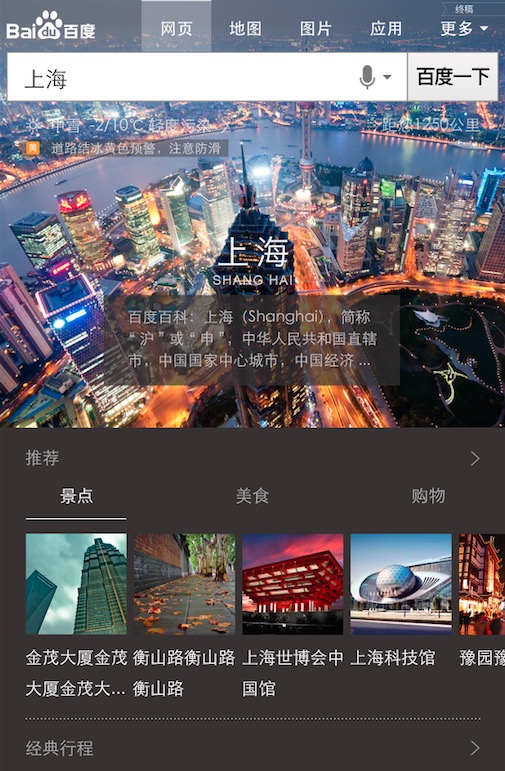 终稿
Bai du 百度
网页 地图 图片 应用 更多
上海
百度一下
中雪 -2/10℃ 轻度污染
距您1250公里
黄 道路结冰黄色预警，注意防滑
上海
SHANG HAI
百度百科：上海（Shanghai），简称
“沪”或“申”，中华人民共和国直辖
市，中国国家中心城市，中国经济 ...
推荐
景点 美食 购物
金茂大厦金茂 衡山路衡山路 上海世博会中 上海科技馆 豫园豫
大厦金茂大... 衡山路 国馆
经典行程